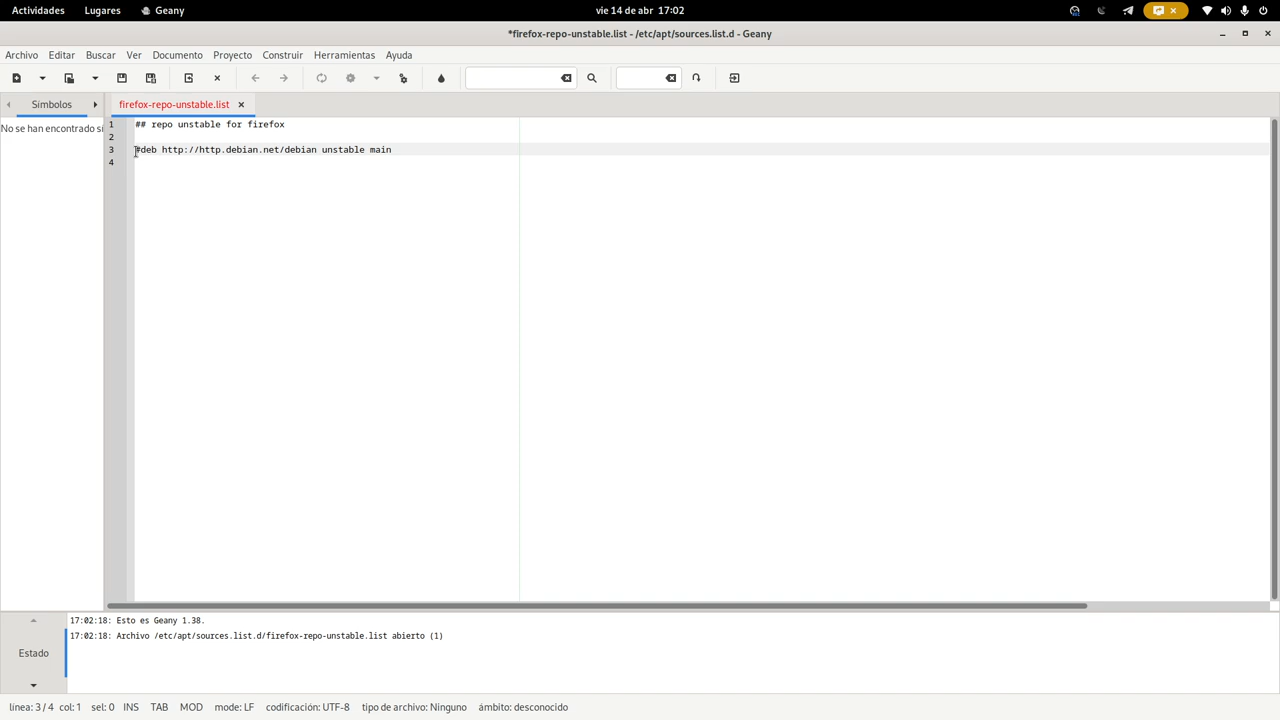 Actividades Lugares Geany vie 14 de abr 17:02
*firefox-repo-unstable.list - /etc/apt/sources.list.d - Geany
Archivo Editar Buscar Ver Documento Proyecto Construir Herramientas Ayuda
Símbolos firefox-repo-unstable.list
No se han encontrado
1 ## repo unstable for firefox
2
3 #deb http://http.debian.net/debian unstable main
4
17:02:18: Esto es Geany 1.38.
17:02:18: Archivo /etc/apt/sources.list.d/firefox-repo-unstable.list abierto (1)
Estado
línea: 3 / 4 col: 1 sel: 0 INS TAB MOD mode: LF codificación: UTF-8 tipo de archivo: Ninguno ámbito: desconocido